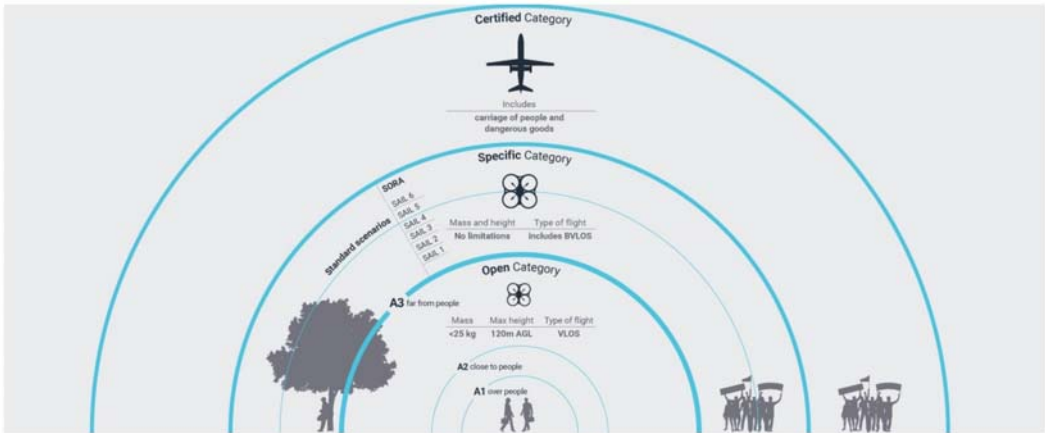 Certified Category
Includes
carriage of people and
dangerous goods
Specific Category
SORA
SAIL 6
SAIL 5
SAIL 4
SAIL 3
SAIL 2
SAIL 1
Standard scenarios
Mass and height Type of flight
No limitations includes BVLOS
Open Category
A3 far from people
Mass Max height Type of flight
<25 kg 120m AGL VLOS
A2 close to people
A1 over people